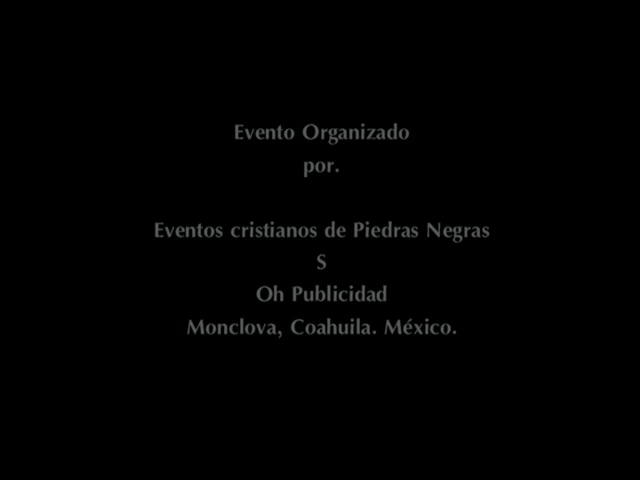 Evento Organizado
por.
Eventos cristianos de Piedras Negras
S
Oh Publicidad
Monclova, Coahuila. México.